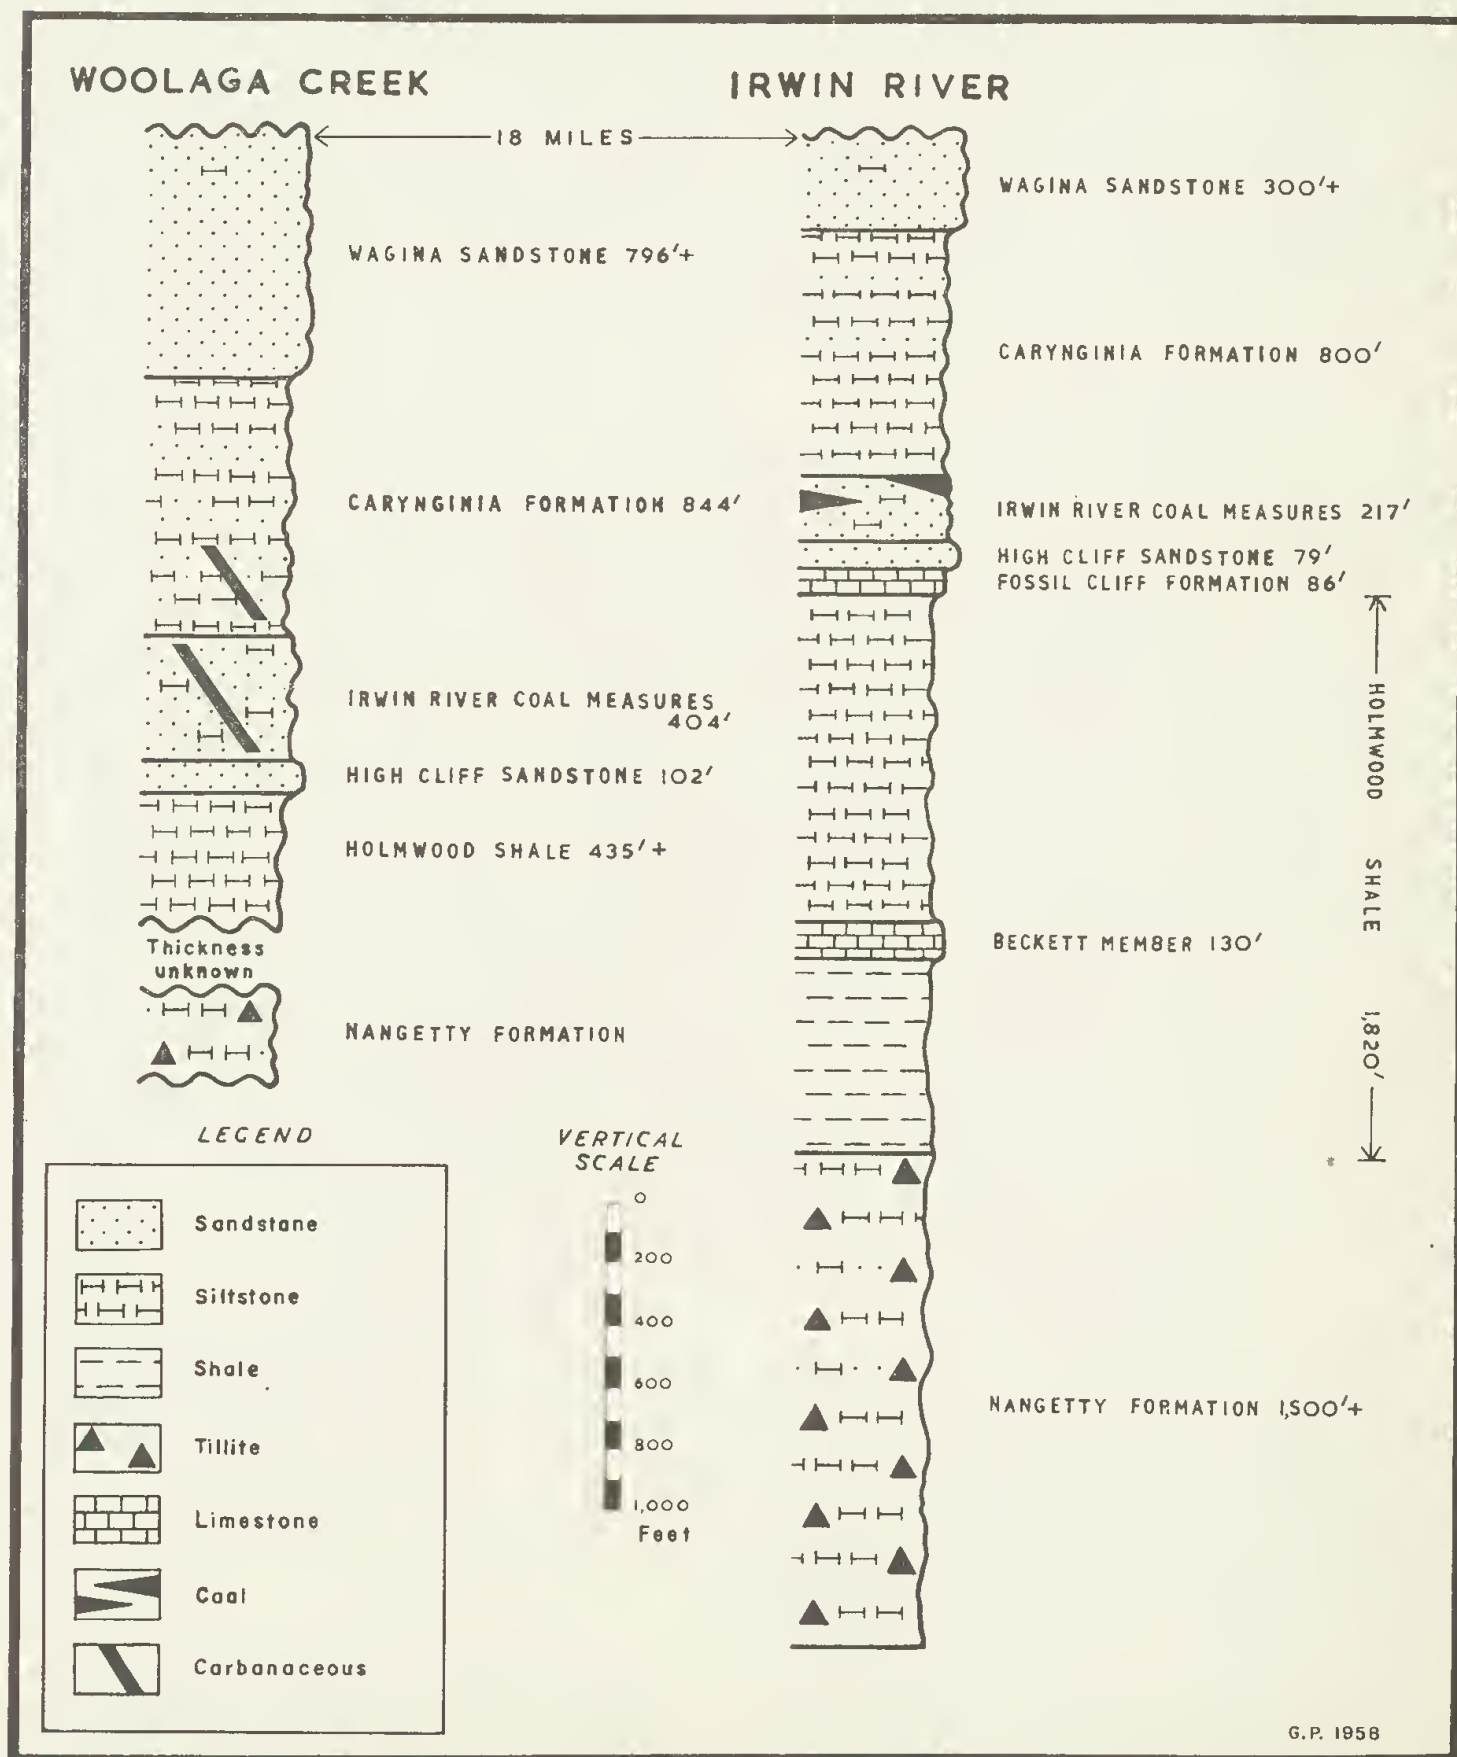 WOOLAGA CREEK
IRWIN RIVER
18 MILES
WAGINA SANDSTONE 796'+
CARYNGINIA FORMATION 844'
IRWIN RIVER COAL MEASURES
404'
HIGH CLIFF SANDSTONE 102'
HOLMWOOD SHALE 435'+
Thickness
unknown
NANGETTY FORMATION
WAGINA SANDSTONE 300'+
CARYNGINIA FORMATION 800'
IRWIN RIVER COAL MEASURES 217'
HIGH CLIFF SANDSTONE 79'
FOSSIL CLIFF FORMATION 86'
HOLMWOOD SHALE 1,820'
BECKETT MEMBER 130'
NANGETTY FORMATION 1,500'+
LEGEND
Sandstane
Siltstone
Shale
Tillite
Limestone
Caal
Carbanaceous
VERTICAL
SCALE
0
200
400
600
800
1,000
Feet
G.P. 1958